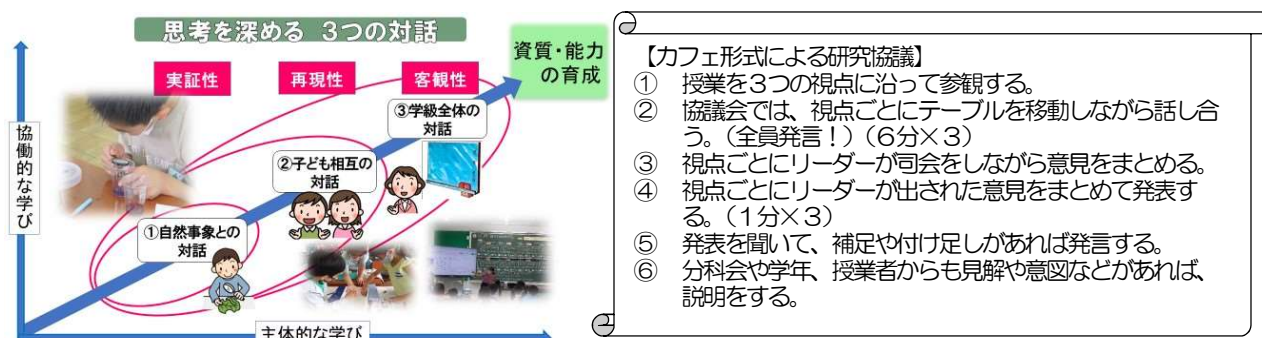 思考を深める 3つの対話
資質・能力
の育成
実証性
再現性
客観性
③学級全体の
対話
②子ども相互の
対話
①自然事象との
対話
協働的な学び
主体的な学び
【カフェ形式による研究協議】
① 授業を3つの視点に沿って参観する。
② 協議会では、視点ごとにテーブルを移動しながら話し合
う。(全員発言!)(6分×3)
③ 視点ごとにリーダーが司会をしながら意見をまとめる。
④ 視点ごとにリーダーが出された意見をまとめて発表す
る。(1分×3)
⑤ 発表を聞いて、補足や付け足しがあれば発言する。
⑥ 分科会や学年、授業者からも見解や意図などがあれば、
説明をする。